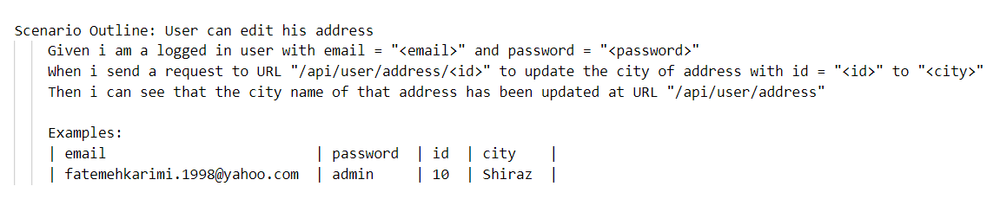 Scenario Outline: User can edit his address
Given i am a logged in user with email = "<email>" and password = "<password>"
When i send a request to URL "/api/user/address/<id>" to update the city of address with id = "<id>" to "<city>"
Then i can see that the city name of that address has been updated at URL "/api/user/address"
Examples:
| email | password | id | city |
| fatemehkarimi.1998@yahoo.com | admin | 10 | Shiraz |